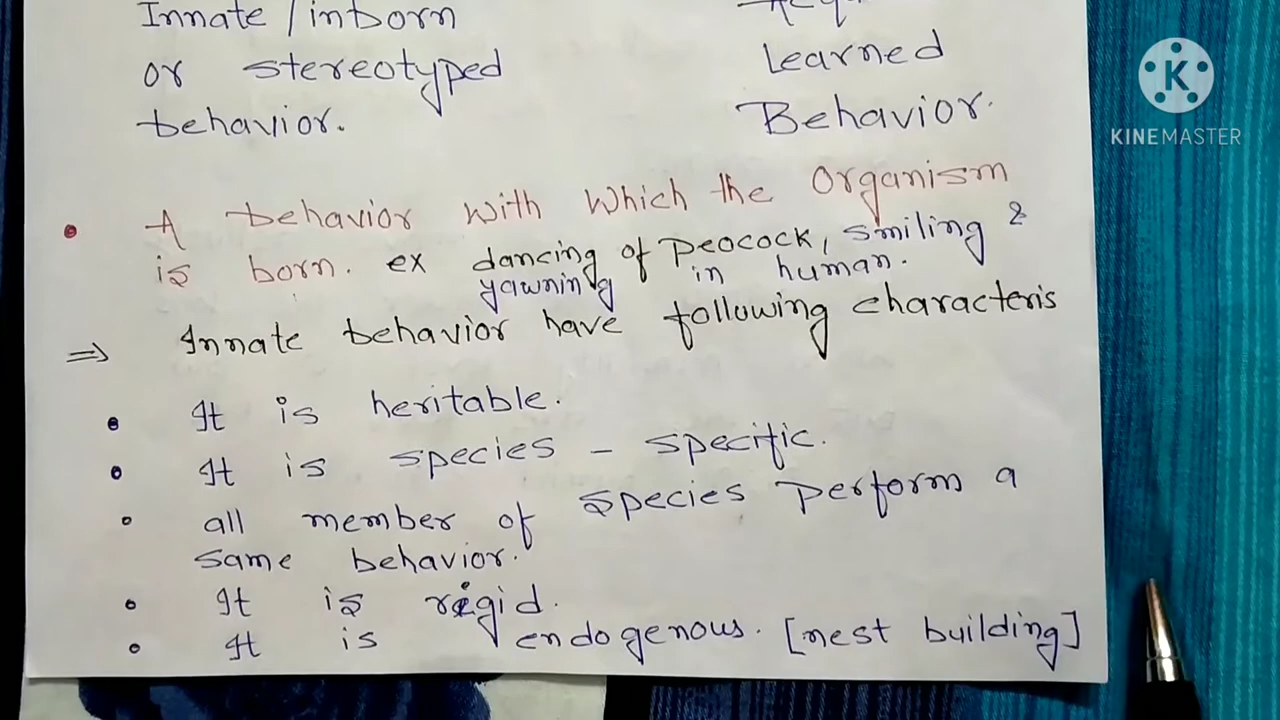 Innate / inborn
or stereotyped
behavior.
Learned
Behavior.
K
KINEMASTER
• A behavior with which the organism
is born. ex dancing of peocock, smiling &
yawning in human.
⇒ Innate behavior have following characteris
• It is heritable.
• It is species - specific.
• all member of species perform a
same behavior.
• It is rigid.
• It is endogenous. [nest building]